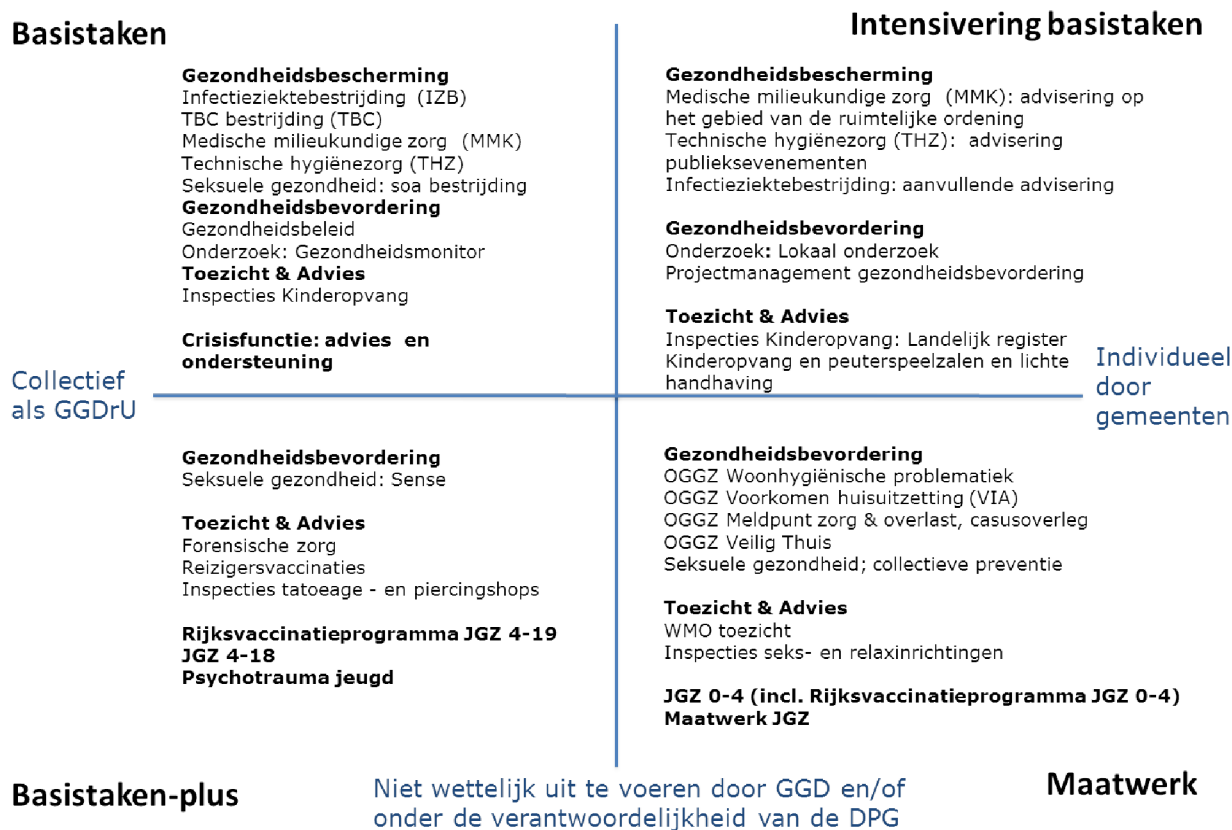 Basistaken
Gezondheidsbescherming
Infectieziektebestrijding (IZB)
TBC bestrijding (TBC)
Medische milieukundige zorg (MMK)
Technische hygiënezorg (THZ)
Seksuele gezondheid: soa bestrijding
Gezondheidsbevordering
Gezondheidsbeleid
Onderzoek: Gezondheidsmonitor
Toezicht & Advies
Inspecties Kinderopvang
Crisisfunctie: advies en
ondersteuning
Intensivering basistaken
Gezondheidsbescherming
Medische milieukundige zorg (MMK): advisering op
het gebied van de ruimtelijke ordening
Technische hygiënezorg (THZ): advisering
publieksevenementen
Infectieziektebestrijding: aanvullende advisering
Gezondheidsbevordering
Onderzoek: Lokaal onderzoek
Projectmanagement gezondheidsbevordering
Toezicht & Advies
Inspecties Kinderopvang: Landelijk register
Kinderopvang en peuterspeelzalen en lichte
handhaving
Collectief
als GGDrU
Individueel
door
gemeenten
Gezondheidsbevordering
Seksuele gezondheid: Sense
Toezicht & Advies
Forensische zorg
Reizigersvaccinaties
Inspecties tatoeage - en piercingshops
Rijksvaccinatieprogramma JGZ 4-19
JGZ 4-18
Psychotrauma jeugd
Basistaken-plus
Gezondheidsbevordering
OGGZ Woonhygiënische problematiek
OGGZ Voorkomen huisuitzetting (VIA)
OGGZ Meldpunt zorg & overlast, casusoverleg
OGGZ Veilig Thuis
Seksuele gezondheid; collectieve preventie
Toezicht & Advies
WMO toezicht
Inspecties seks- en relaxinrichtingen
JGZ 0-4 (incl. Rijksvaccinatieprogramma JGZ 0-4)
Maatwerk JGZ
Maatwerk
Niet wettelijk uit te voeren door GGD en/of
onder de verantwoordelijkheid van de DPG